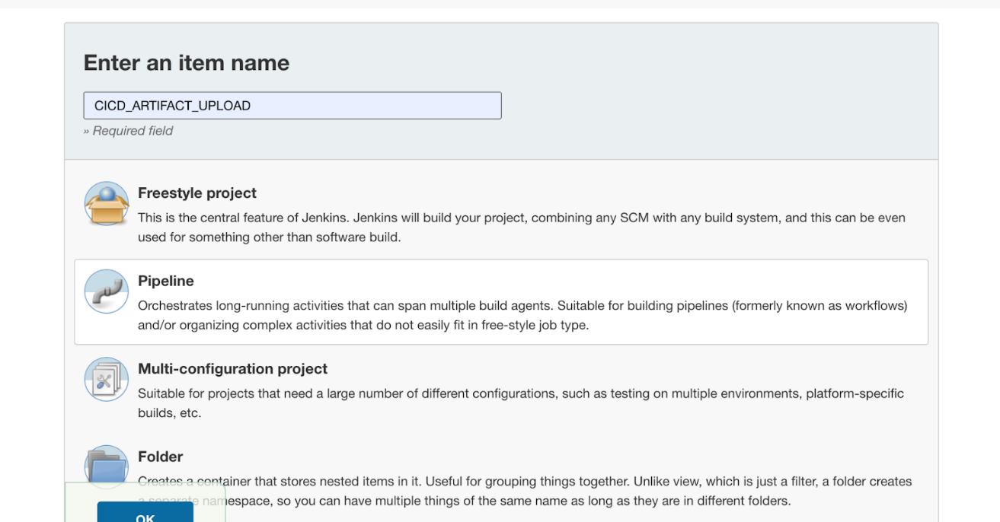 Enter an item name
CICD_ARTIFACT_UPLOAD
» Required field
Freestyle project
This is the central feature of Jenkins. Jenkins will build your project, combining any SCM with any build system, and this can be even
used for something other than software build.
Pipeline
Orchestrates long-running activities that can span multiple build agents. Suitable for building pipelines (formerly known as workflows)
and/or organizing complex activities that do not easily fit in free-style job type.
Multi-configuration project
Suitable for projects that need a large number of different configurations, such as testing on multiple environments, platform-specific
builds, etc.
Folder
Creates a container that stores nested items in it. Useful for grouping things together. Unlike view, which is just a filter, a folder creates
a separate namespace, so you can have multiple things of the same name as long as they are in different folders.
OK